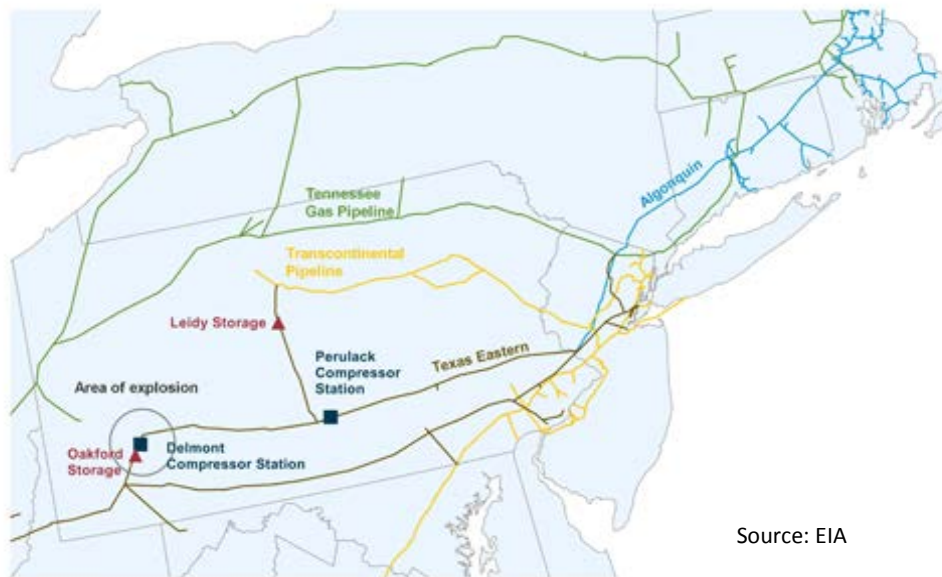 Algonquin
Tennessee
Gas Pipeline
Transcontinental
Pipeline
Leidy Storage
Perulack
Compressor
Station
Texas Eastern
Area of explosion
Oakford
Storage
Delmont
Compressor Station
Source: EIA